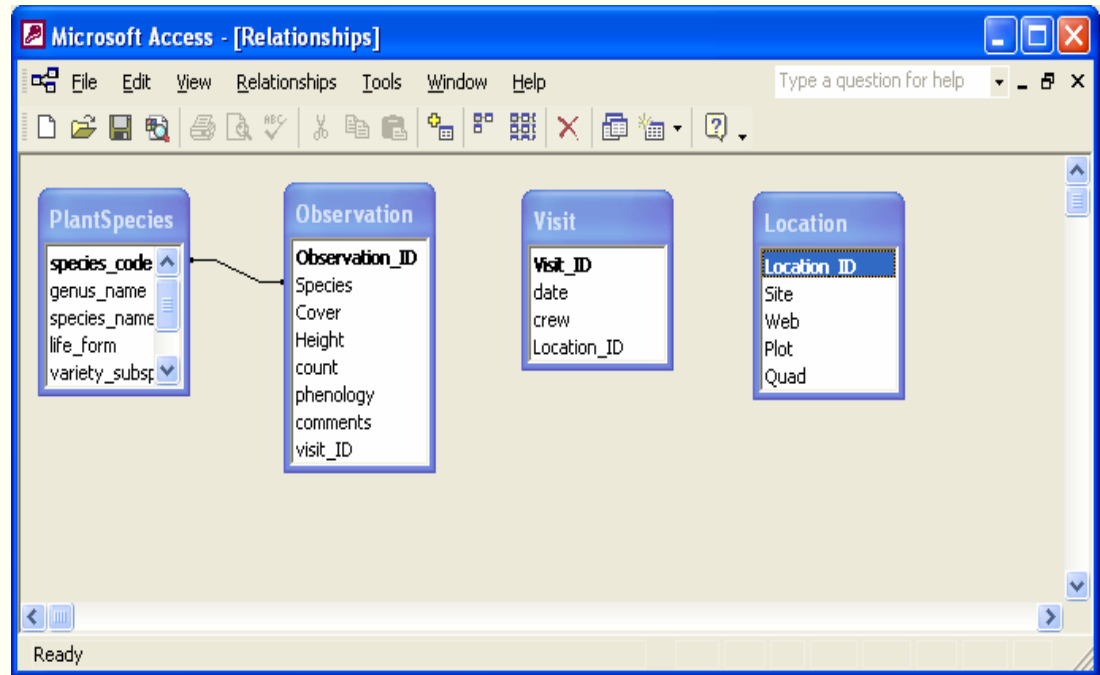 Microsoft Access - [Relationships]
File Edit View Relationships Tools Window Help Type a question for help
ABC
PlantSpecies
species_code
genus_name
species_name
life_form
variety_subsp
Observation
Observation_ID
Species
Cover
Height
count
phenology
comments
visit_ID
Visit
Visit_ID
date
crew
Location_ID
Location
Location_ID
Site
Web
Plot
Quad
Ready